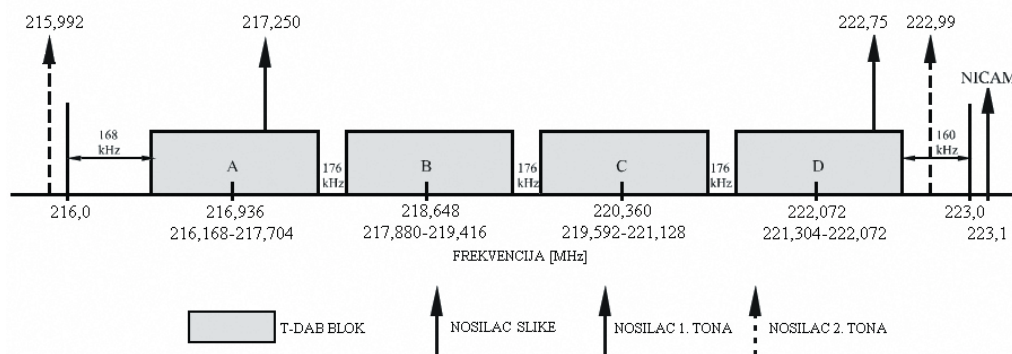 215,992 217,250 222,75 222,99
NICAM
168 kHz 160 kHz
A 176 kHz B 176 kHz C 176 kHz D
216,0 216,936 218,648 220,360 222,072 223,0
216,168-217,704 217,880-219,416 219,592-221,128 221,304-222,072 223,1
FREKVENCIJA [MHz]
T-DAB BLOK NOSILAC SLIKE NOSILAC 1. TONA NOSILAC 2. TONA